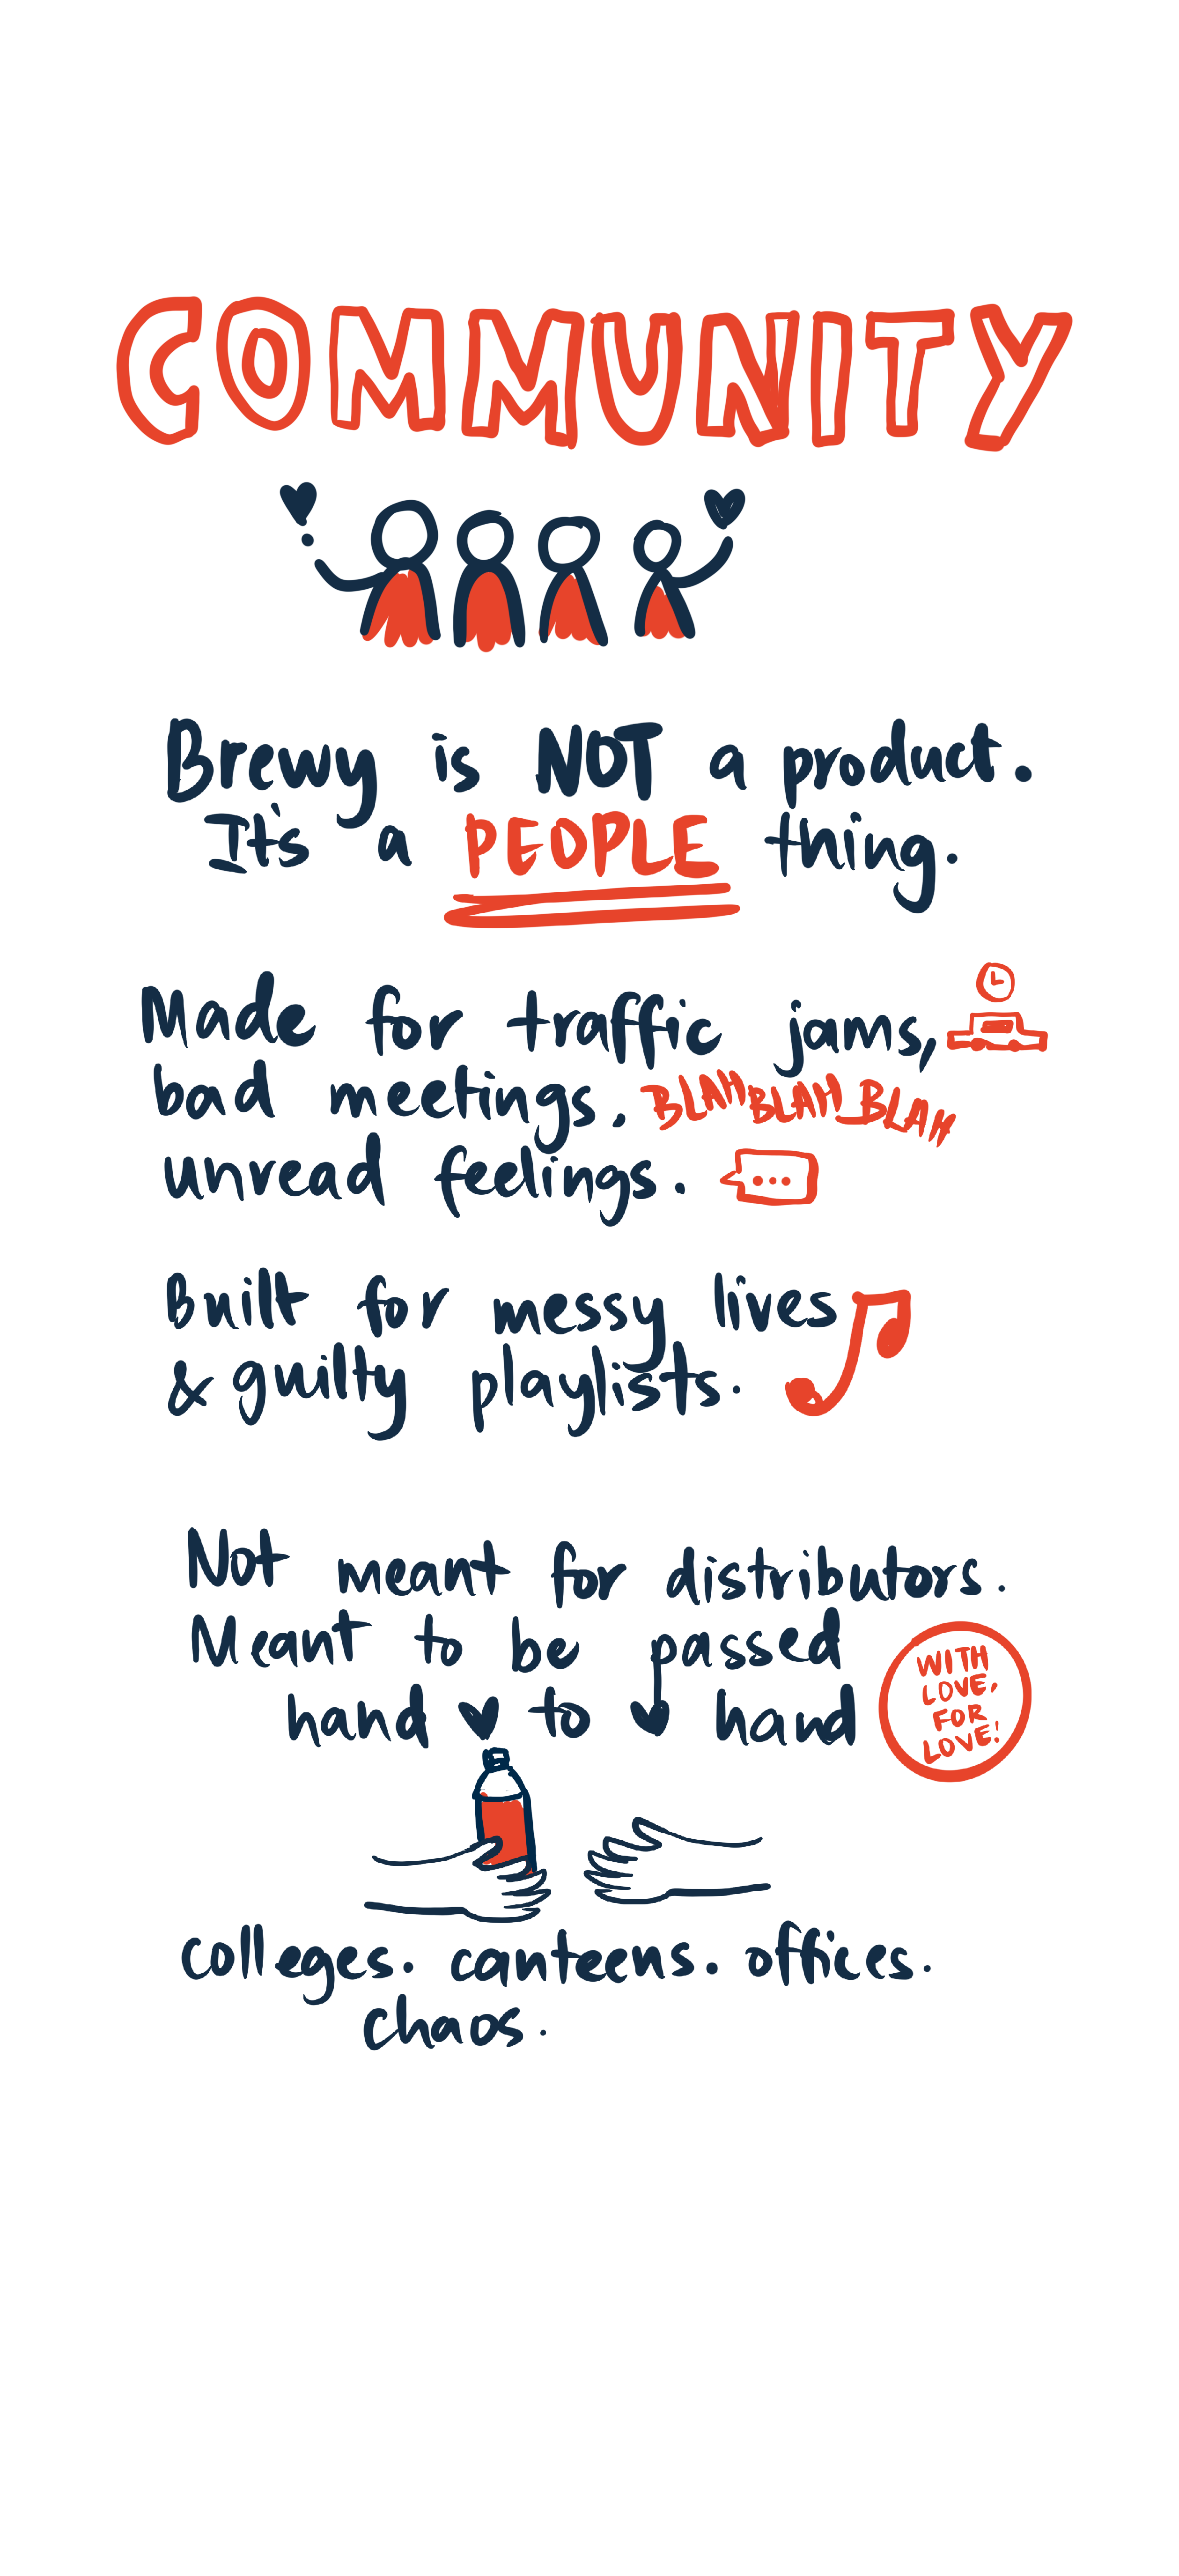 COMMUNITY
Brewy is NOT a product.
It's a PEOPLE thing.
Made for traffic jams,
bad meetings. BLAH BLAH BLAH
unread feelings.
Built for messy lives
& guilty playlists.
Not meant for distributors.
Meant to be passed
hand to hand
WITH
LOVE,
FOR
LOVE!
colleges. canteens. offices.
chaos.